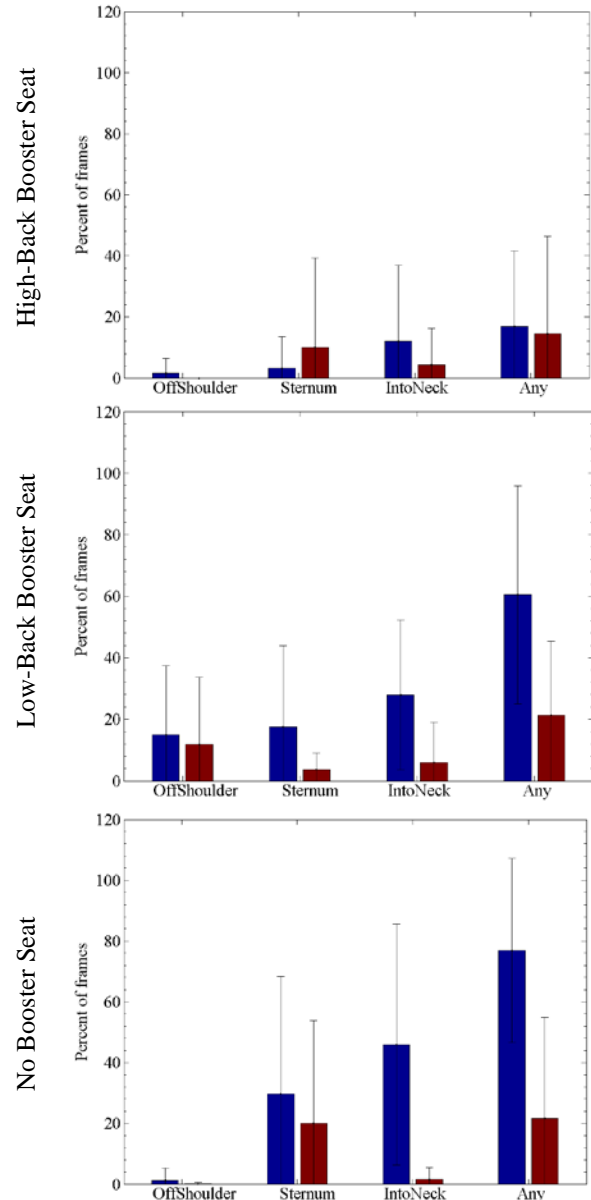 High-Back Booster Seat
Percent of frames
120
100
80
60
40
20
0
OffShoulder Sternum IntoNeck Any
Low-Back Booster Seat
Percent of frames
120
100
80
60
40
20
0
OffShoulder Sternum IntoNeck Any
No Booster Seat
Percent of frames
120
100
80
60
40
20
0
OffShoulder Sternum IntoNeck Any